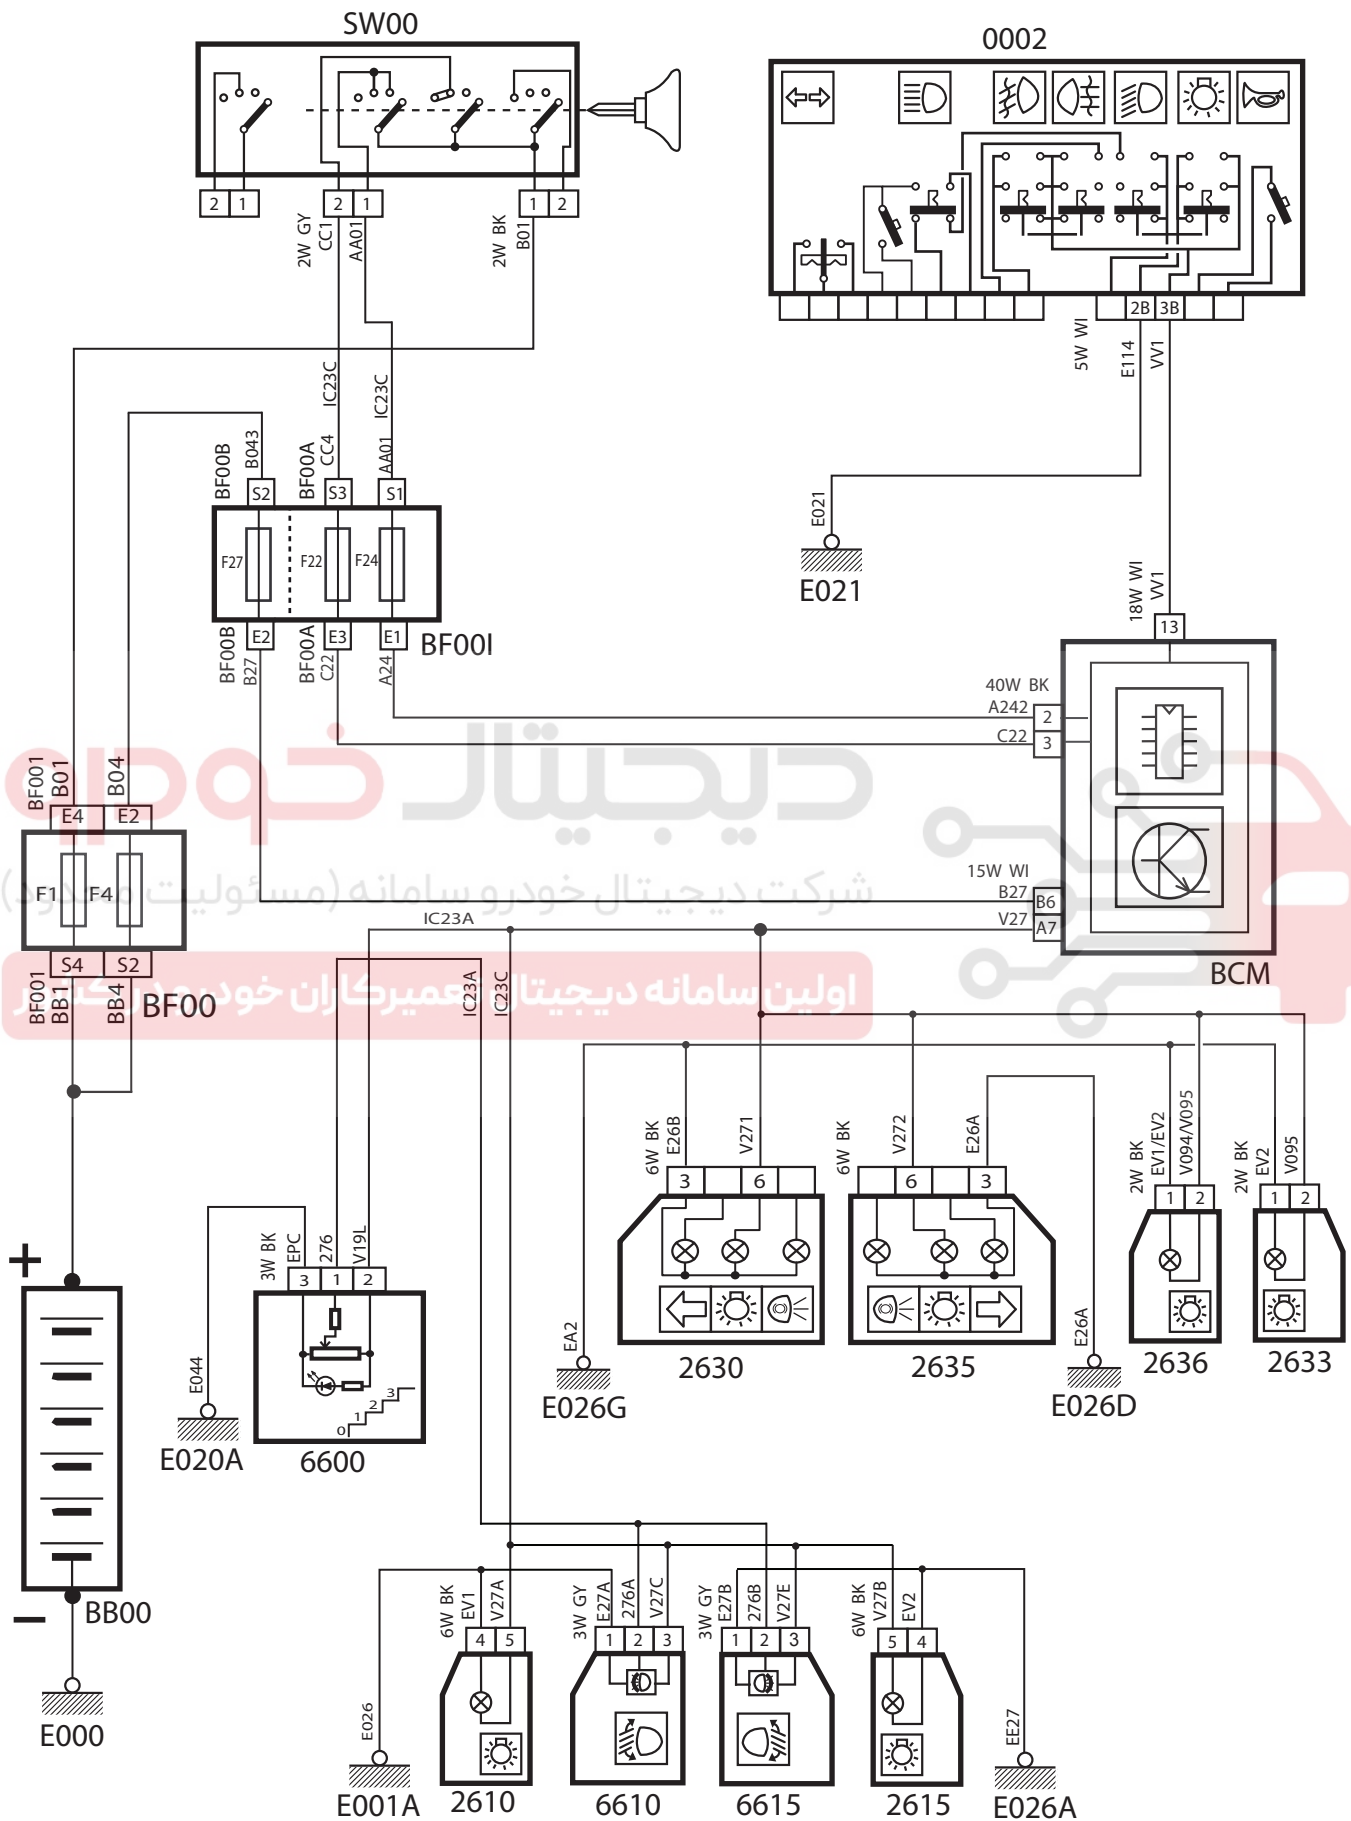 SW00
0002
2
1
2
1
1
2
2W GY
CC1
AA01
2W BK
B01
2B
3B
5W WI
E114
VV1
IC23C
IC23C
BF00B
B043
BF00A
CC4
AA01
S2
S3
S1
F27
F22
F24
E2
E3
E1
BF00I
BF00B
B27
BF00A
C22
A24
E021
E021
18W WI
VV1
13
40W BK
A242
2
C22
3
دیجیتال خودرو
شرکت دیجیتال خودرو سامانه (مسئولیت محدود)
اولین سامانه دیجیتال تعمیرکاران خودرو در کشور
BF001
B01
B04
E4
E2
F1
F4
S4
S2
BF001
BB1
BB4
BF00
15W WI
B27
B6
V27
A7
BCM
IC23A
IC23A
IC23C
6W BK
E26B
V271
6W BK
V272
E26A
2W BK
EV1/EV2
V094/V095
2W BK
EV2
V095
3
6
6
3
1
2
1
2
2630
2635
2636
2633
EA2
E026G
E26A
E026D
+
3W BK
EPC
276
V19L
3
1
2
0
1
2
3
6600
E044
E020A
BB00
E000
6W BK
EV1
V27A
3W GY
E27A
276A
V27C
3W GY
E27B
276B
V27E
6W BK
V27B
EV2
4
5
1
2
3
1
2
3
5
4
E026
E001A
2610
6610
6615
2615
EE27
E026A